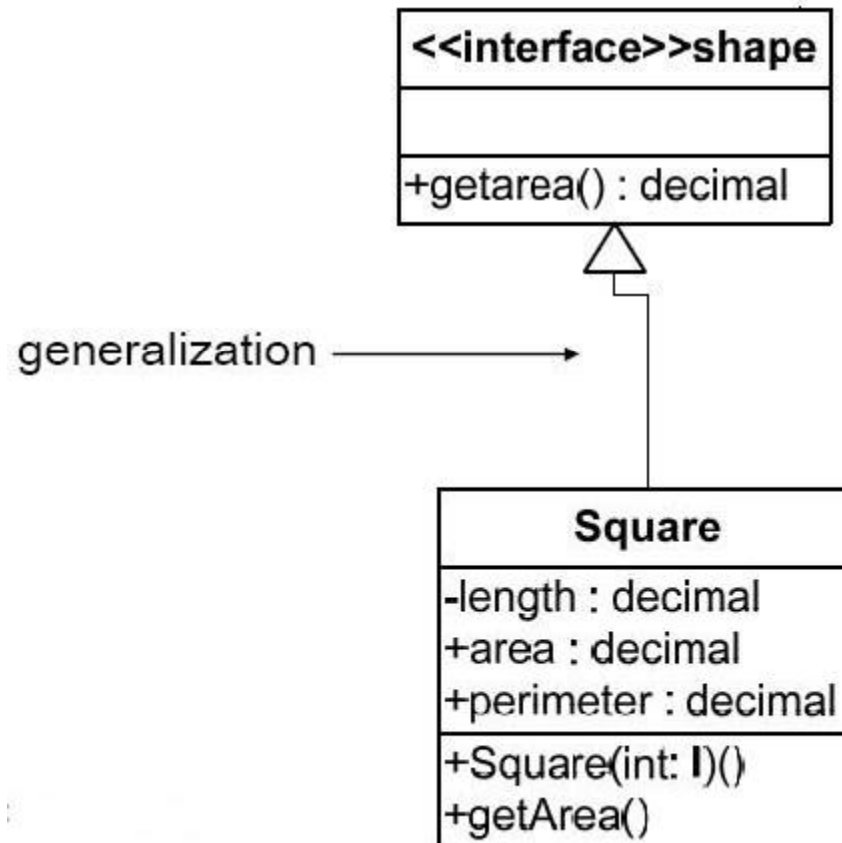 <<interface>>shape
+getarea() : decimal
generalization
Square
-length : decimal
+area : decimal
+perimeter : decimal
+Square(int: l)()
+getArea()